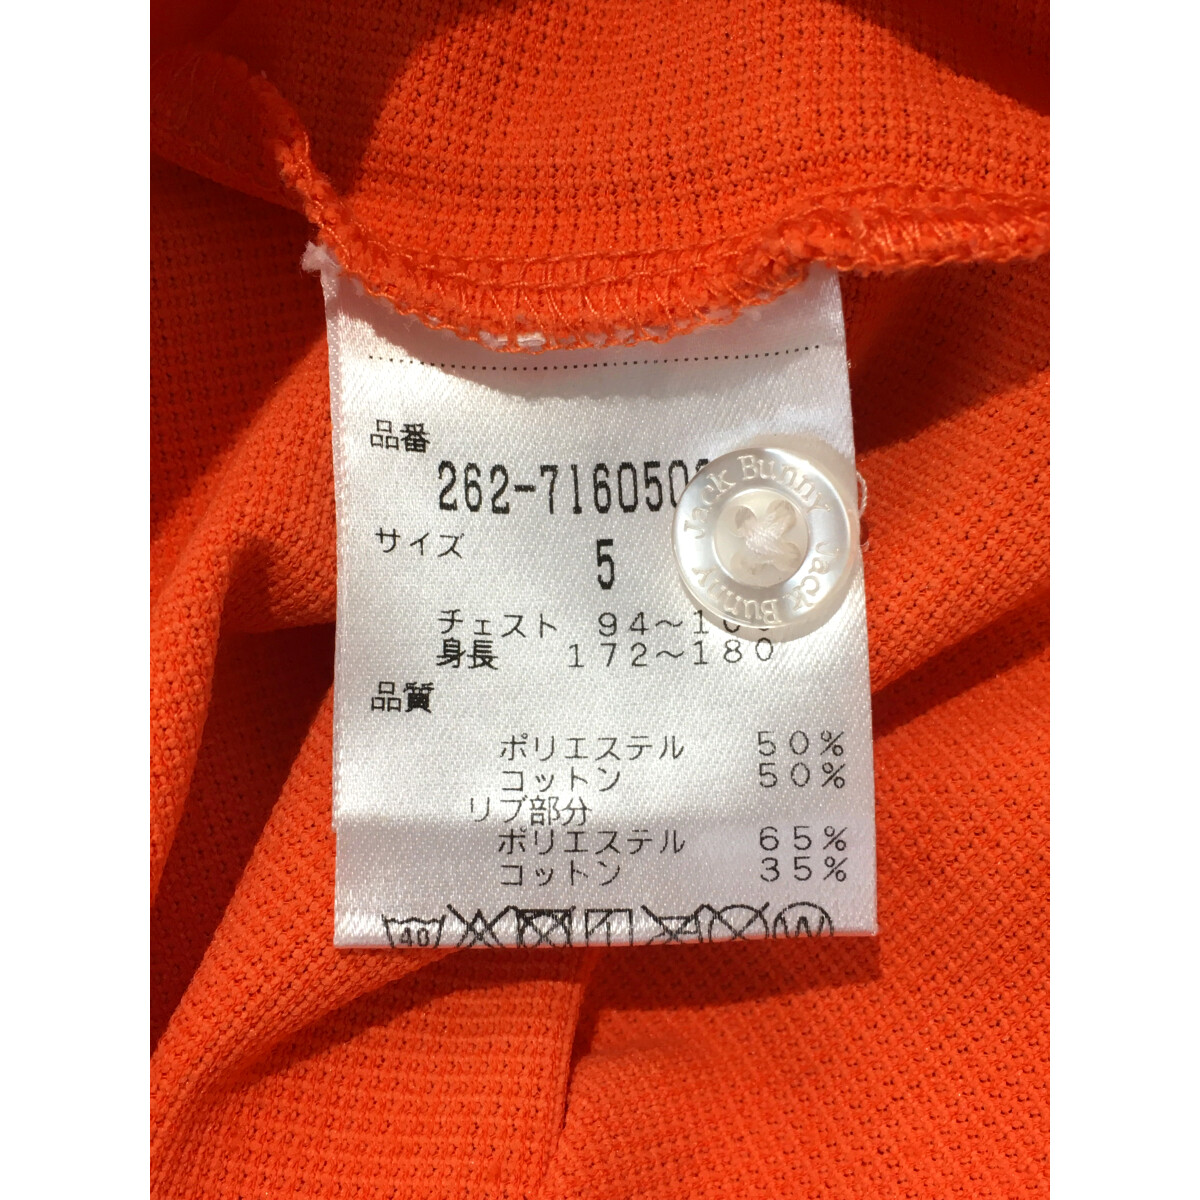 品番
262-716050
サイズ
5
チェスト 94～1
身長 172～180
品質
ポリエステル 50%
コットン 50%
リブ部分
ポリエステル 65%
コットン 35%
40
W
Jack Bunny
Jack Bunny